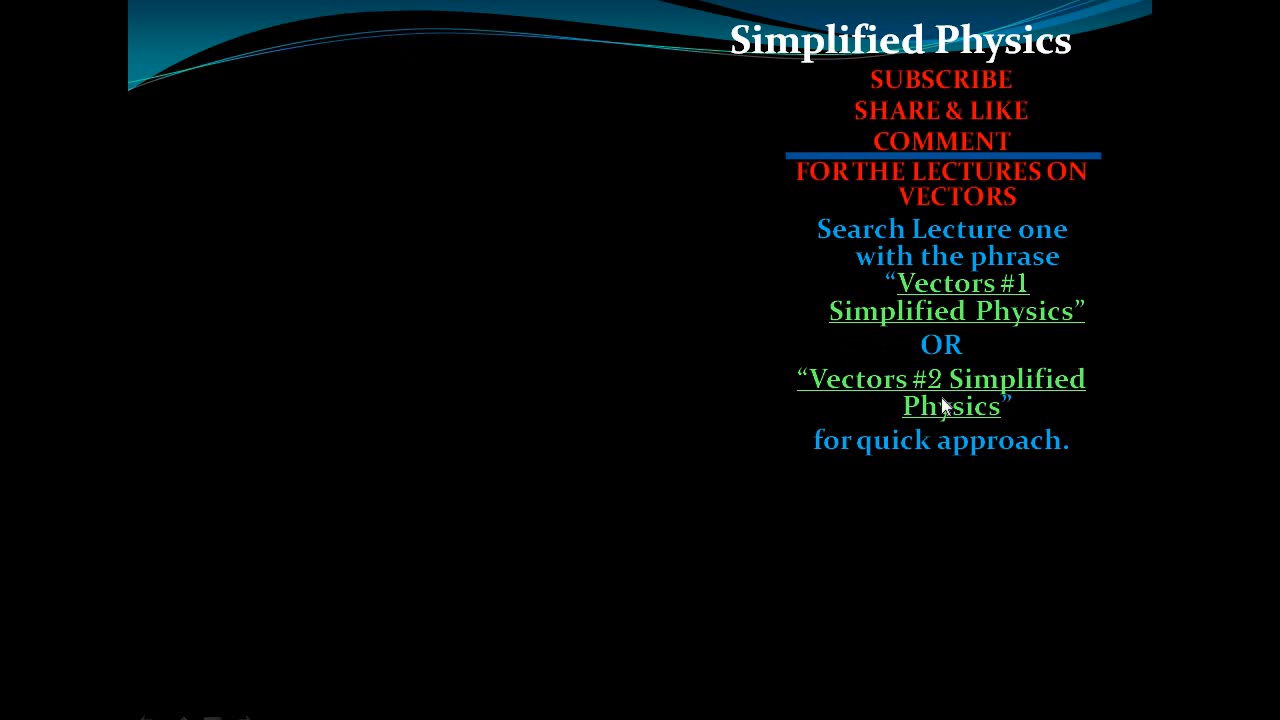 Simplified Physics
SUBSCRIBE
SHARE & LIKE
COMMENT
FOR THE LECTURES ON
VECTORS
Search Lecture one
with the phrase
“Vectors #1
Simplified Physics”
OR
“Vectors #2 Simplified
Physics”
for quick approach.